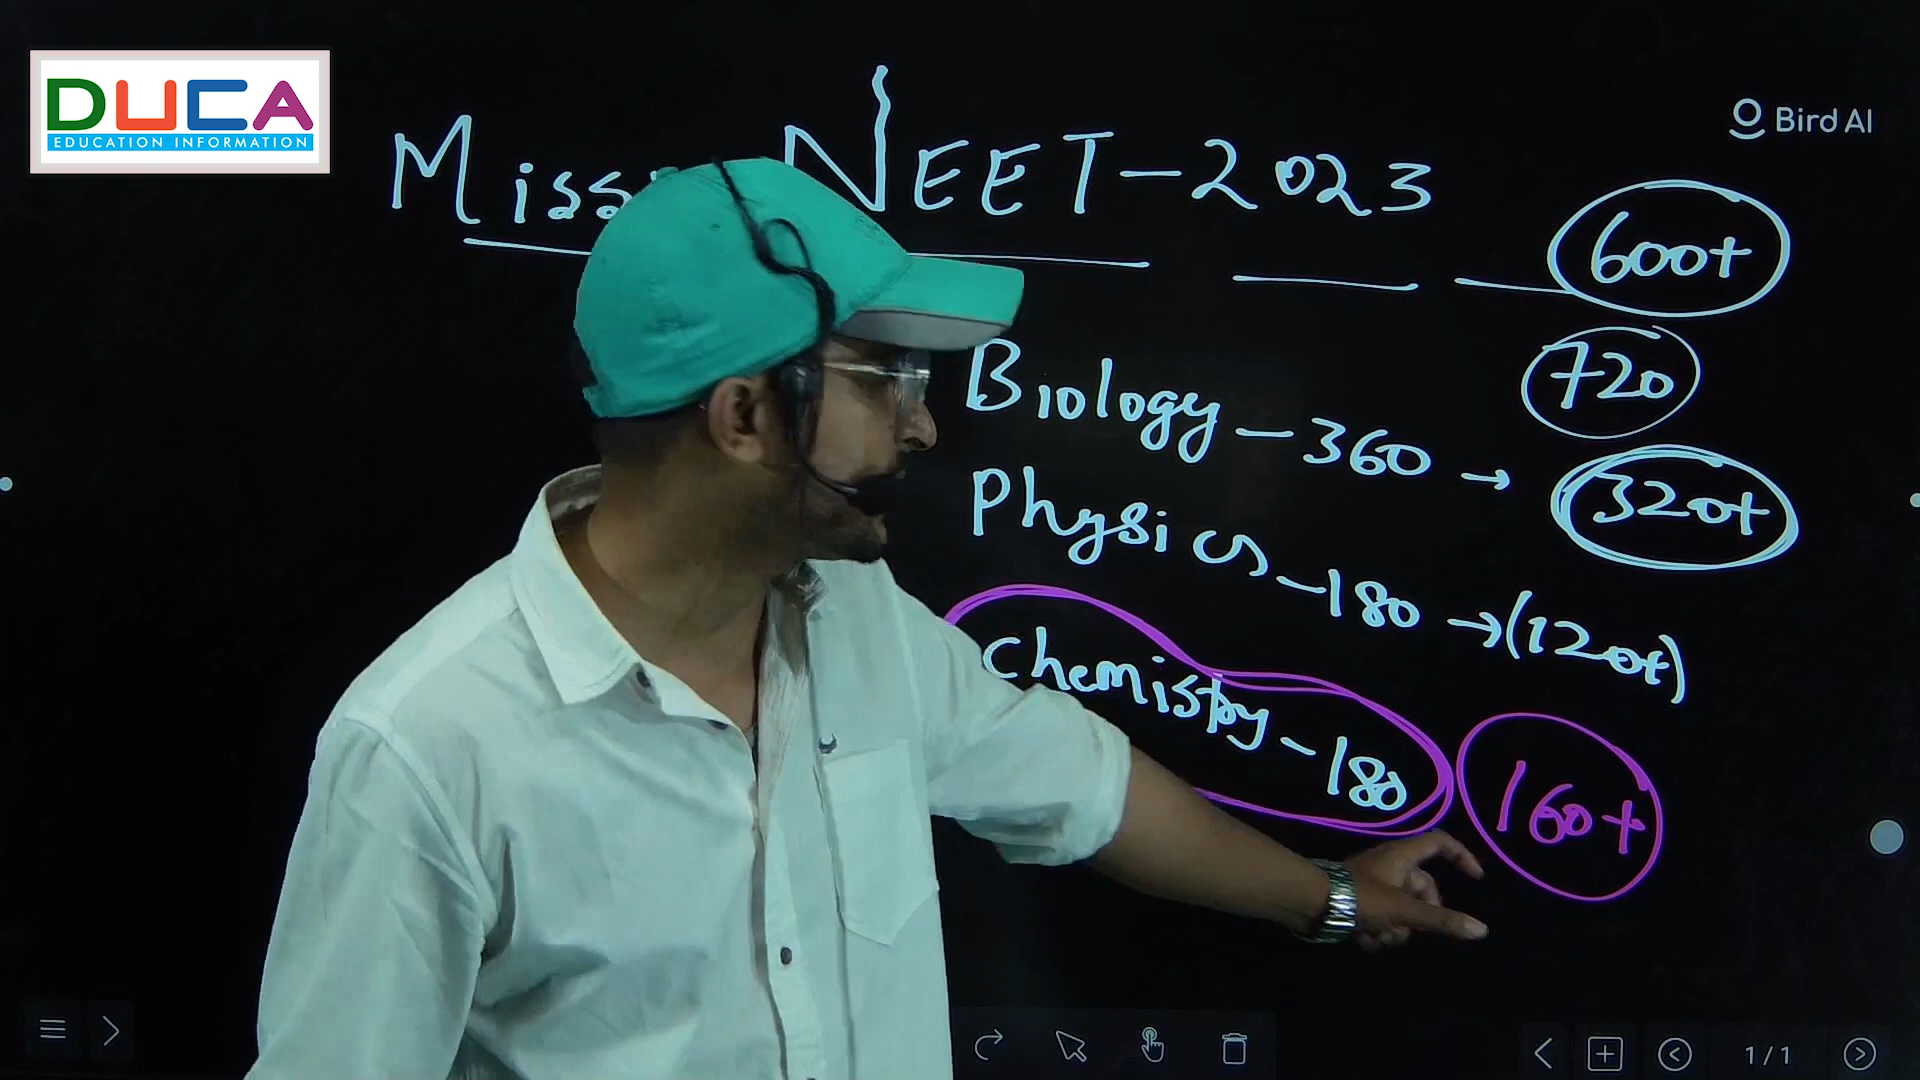 DUCA
EDUCATION INFORMATION
Bird AI
Miss NEET-2023
600+
720
Biology - 360 → 320+
Physics - 180 → (120+)
Chemistry - 180 160+
1/1